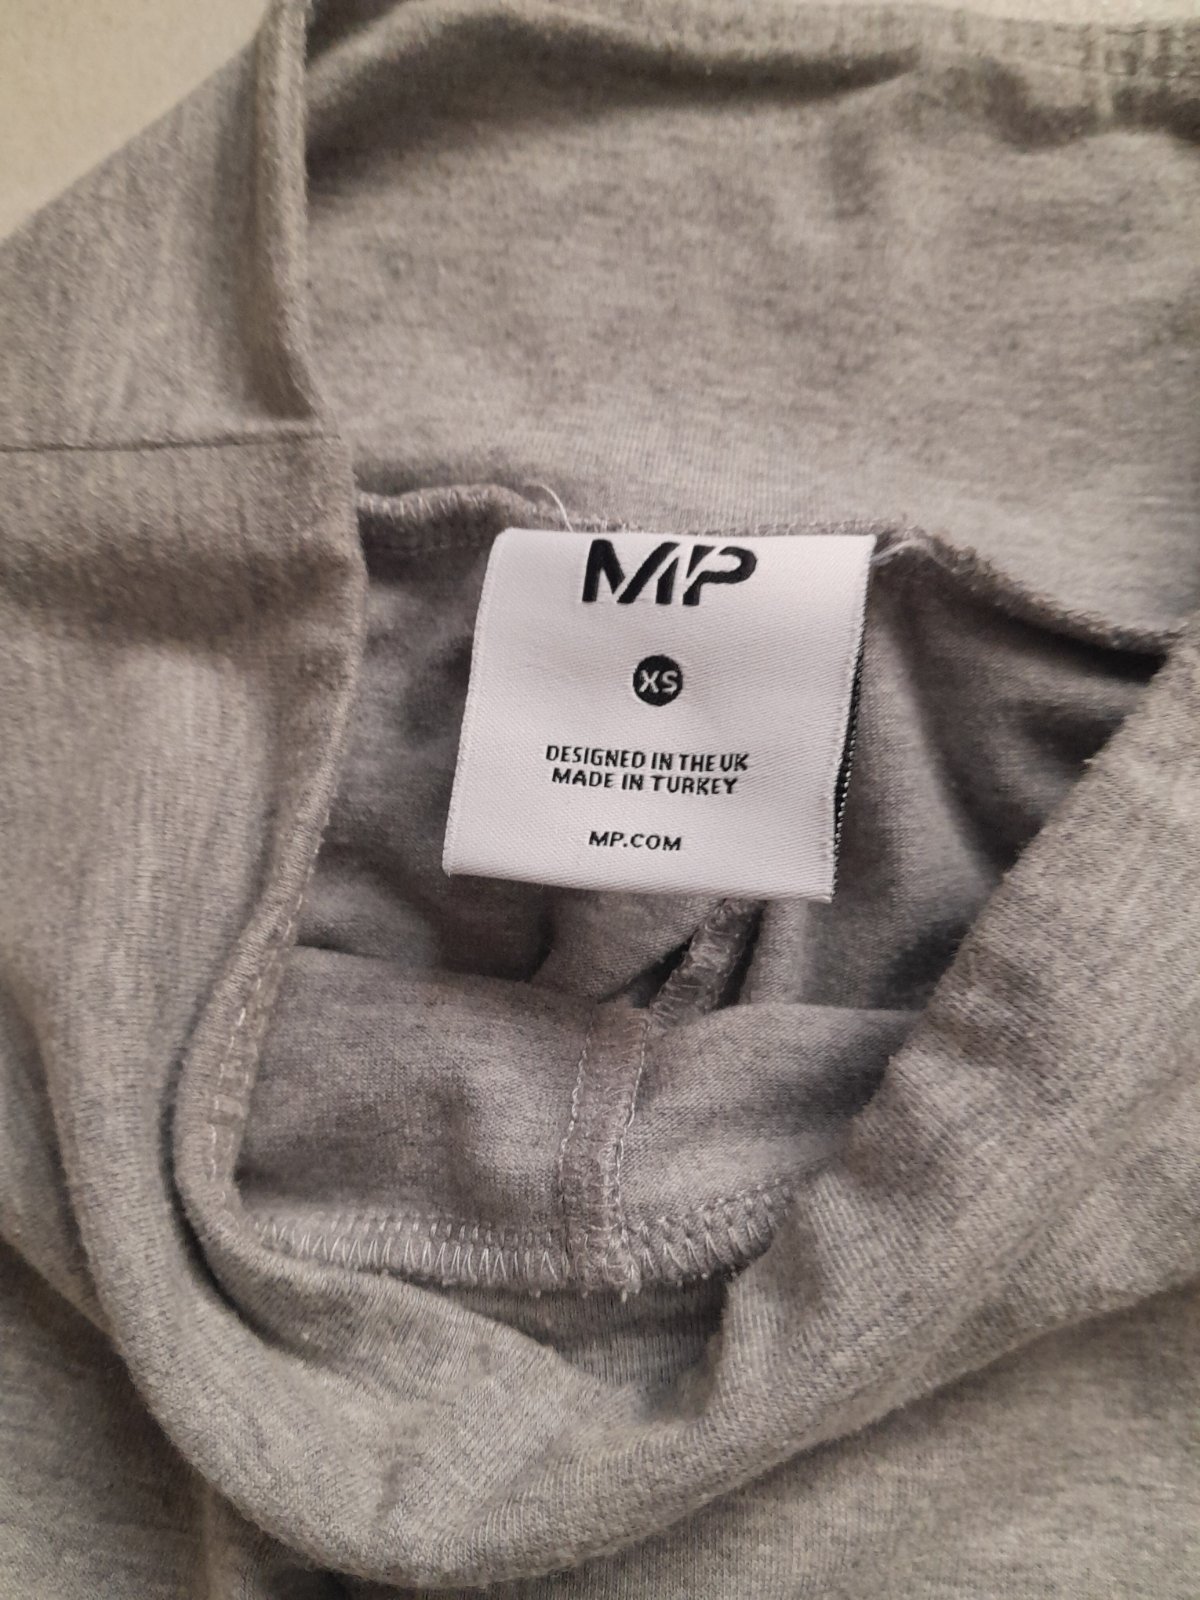 MP
XS
DESIGNED IN THE UK
MADE IN TURKEY
MP.COM